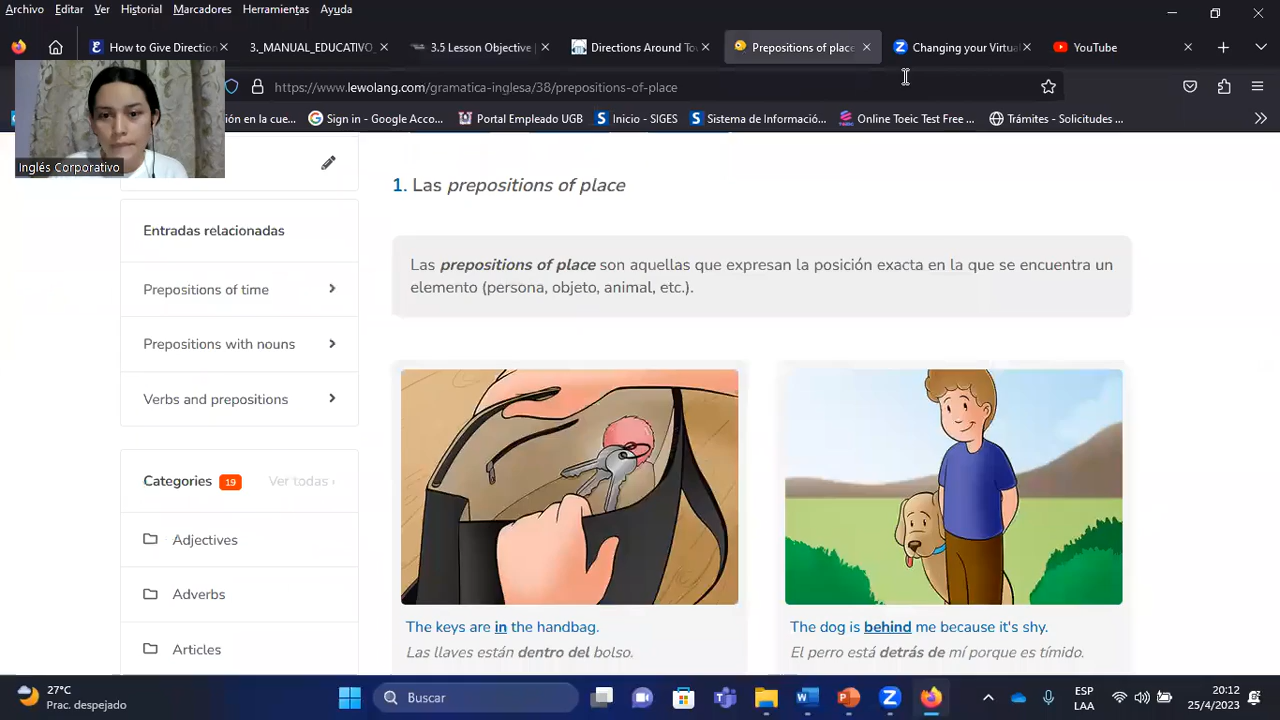 Archivo Editar Ver Historial Marcadores Herramientas Ayuda
How to Give Direction
3._MANUAL_EDUCATIVO_
3.5 Lesson Objective
Directions Around To
Prepositions of place
Changing your Virtual
YouTube
https://www.lewolang.com/gramatica-inglesa/38/prepositions-of-place
ón en la cue...
Sign in - Google Acco...
Portal Empleado UGB
Inicio - SIGES
Sistema de Informació...
Online Toeic Test Free ...
Trámites - Solicitudes ...
Inglés Corporativo
Entradas relacionadas
Prepositions of time
Prepositions with nouns
Verbs and prepositions
Categories 19 Ver todas ›
Adjectives
Adverbs
Articles
1. Las prepositions of place
Las prepositions of place son aquellas que expresan la posición exacta en la que se encuentra un
elemento (persona, objeto, animal, etc.).
The keys are in the handbag.
Las llaves están dentro del bolso.
The dog is behind me because it's shy.
El perro está detrás de mí porque es tímido.
27°C
Prac. despejado
Buscar
ESP
LAA
20:12
25/4/2023